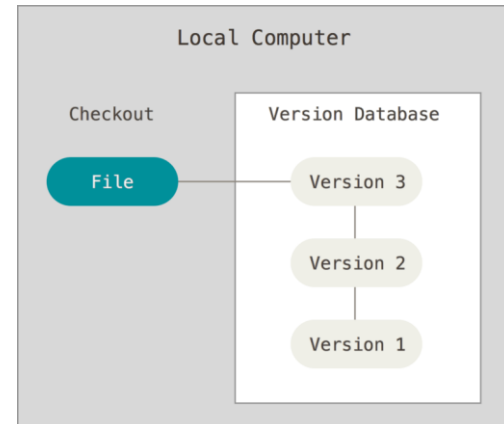 Local Computer
Checkout
Version Database
File
Version 3
Version 2
Version 1